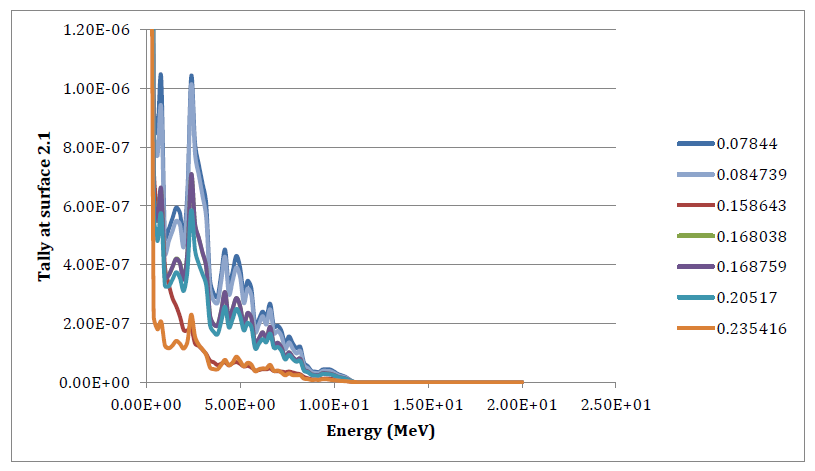 Tally at surface 2.1
1.20E-06
1.00E-06
8.00E-07
6.00E-07
4.00E-07
2.00E-07
0.00E+00
0.00E+00 5.00E+00 1.00E+01 1.50E+01 2.00E+01 2.50E+01
Energy (MeV)
0.07844
0.084739
0.158643
0.168038
0.168759
0.20517
0.235416